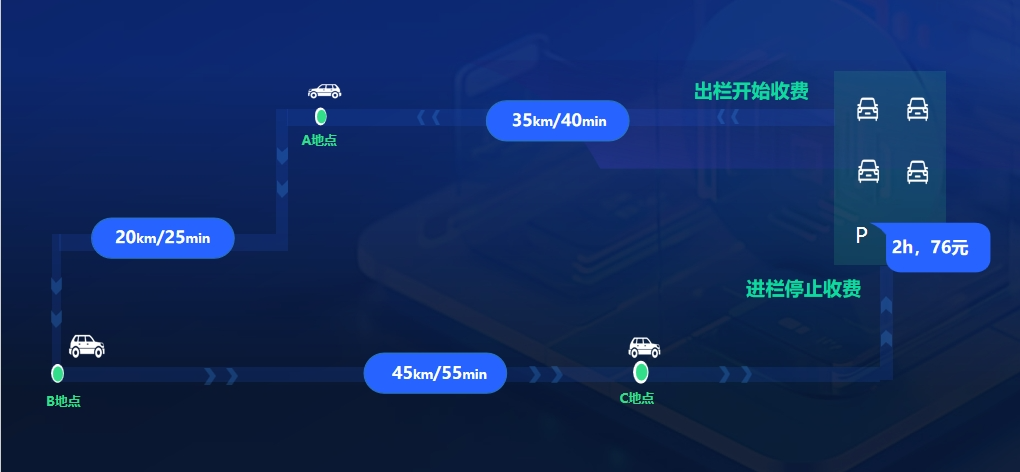 出栏开始收费
35km/40min
A地点
20km/25min
P
2h，76元
进栏停止收费
45km/55min
B地点
C地点